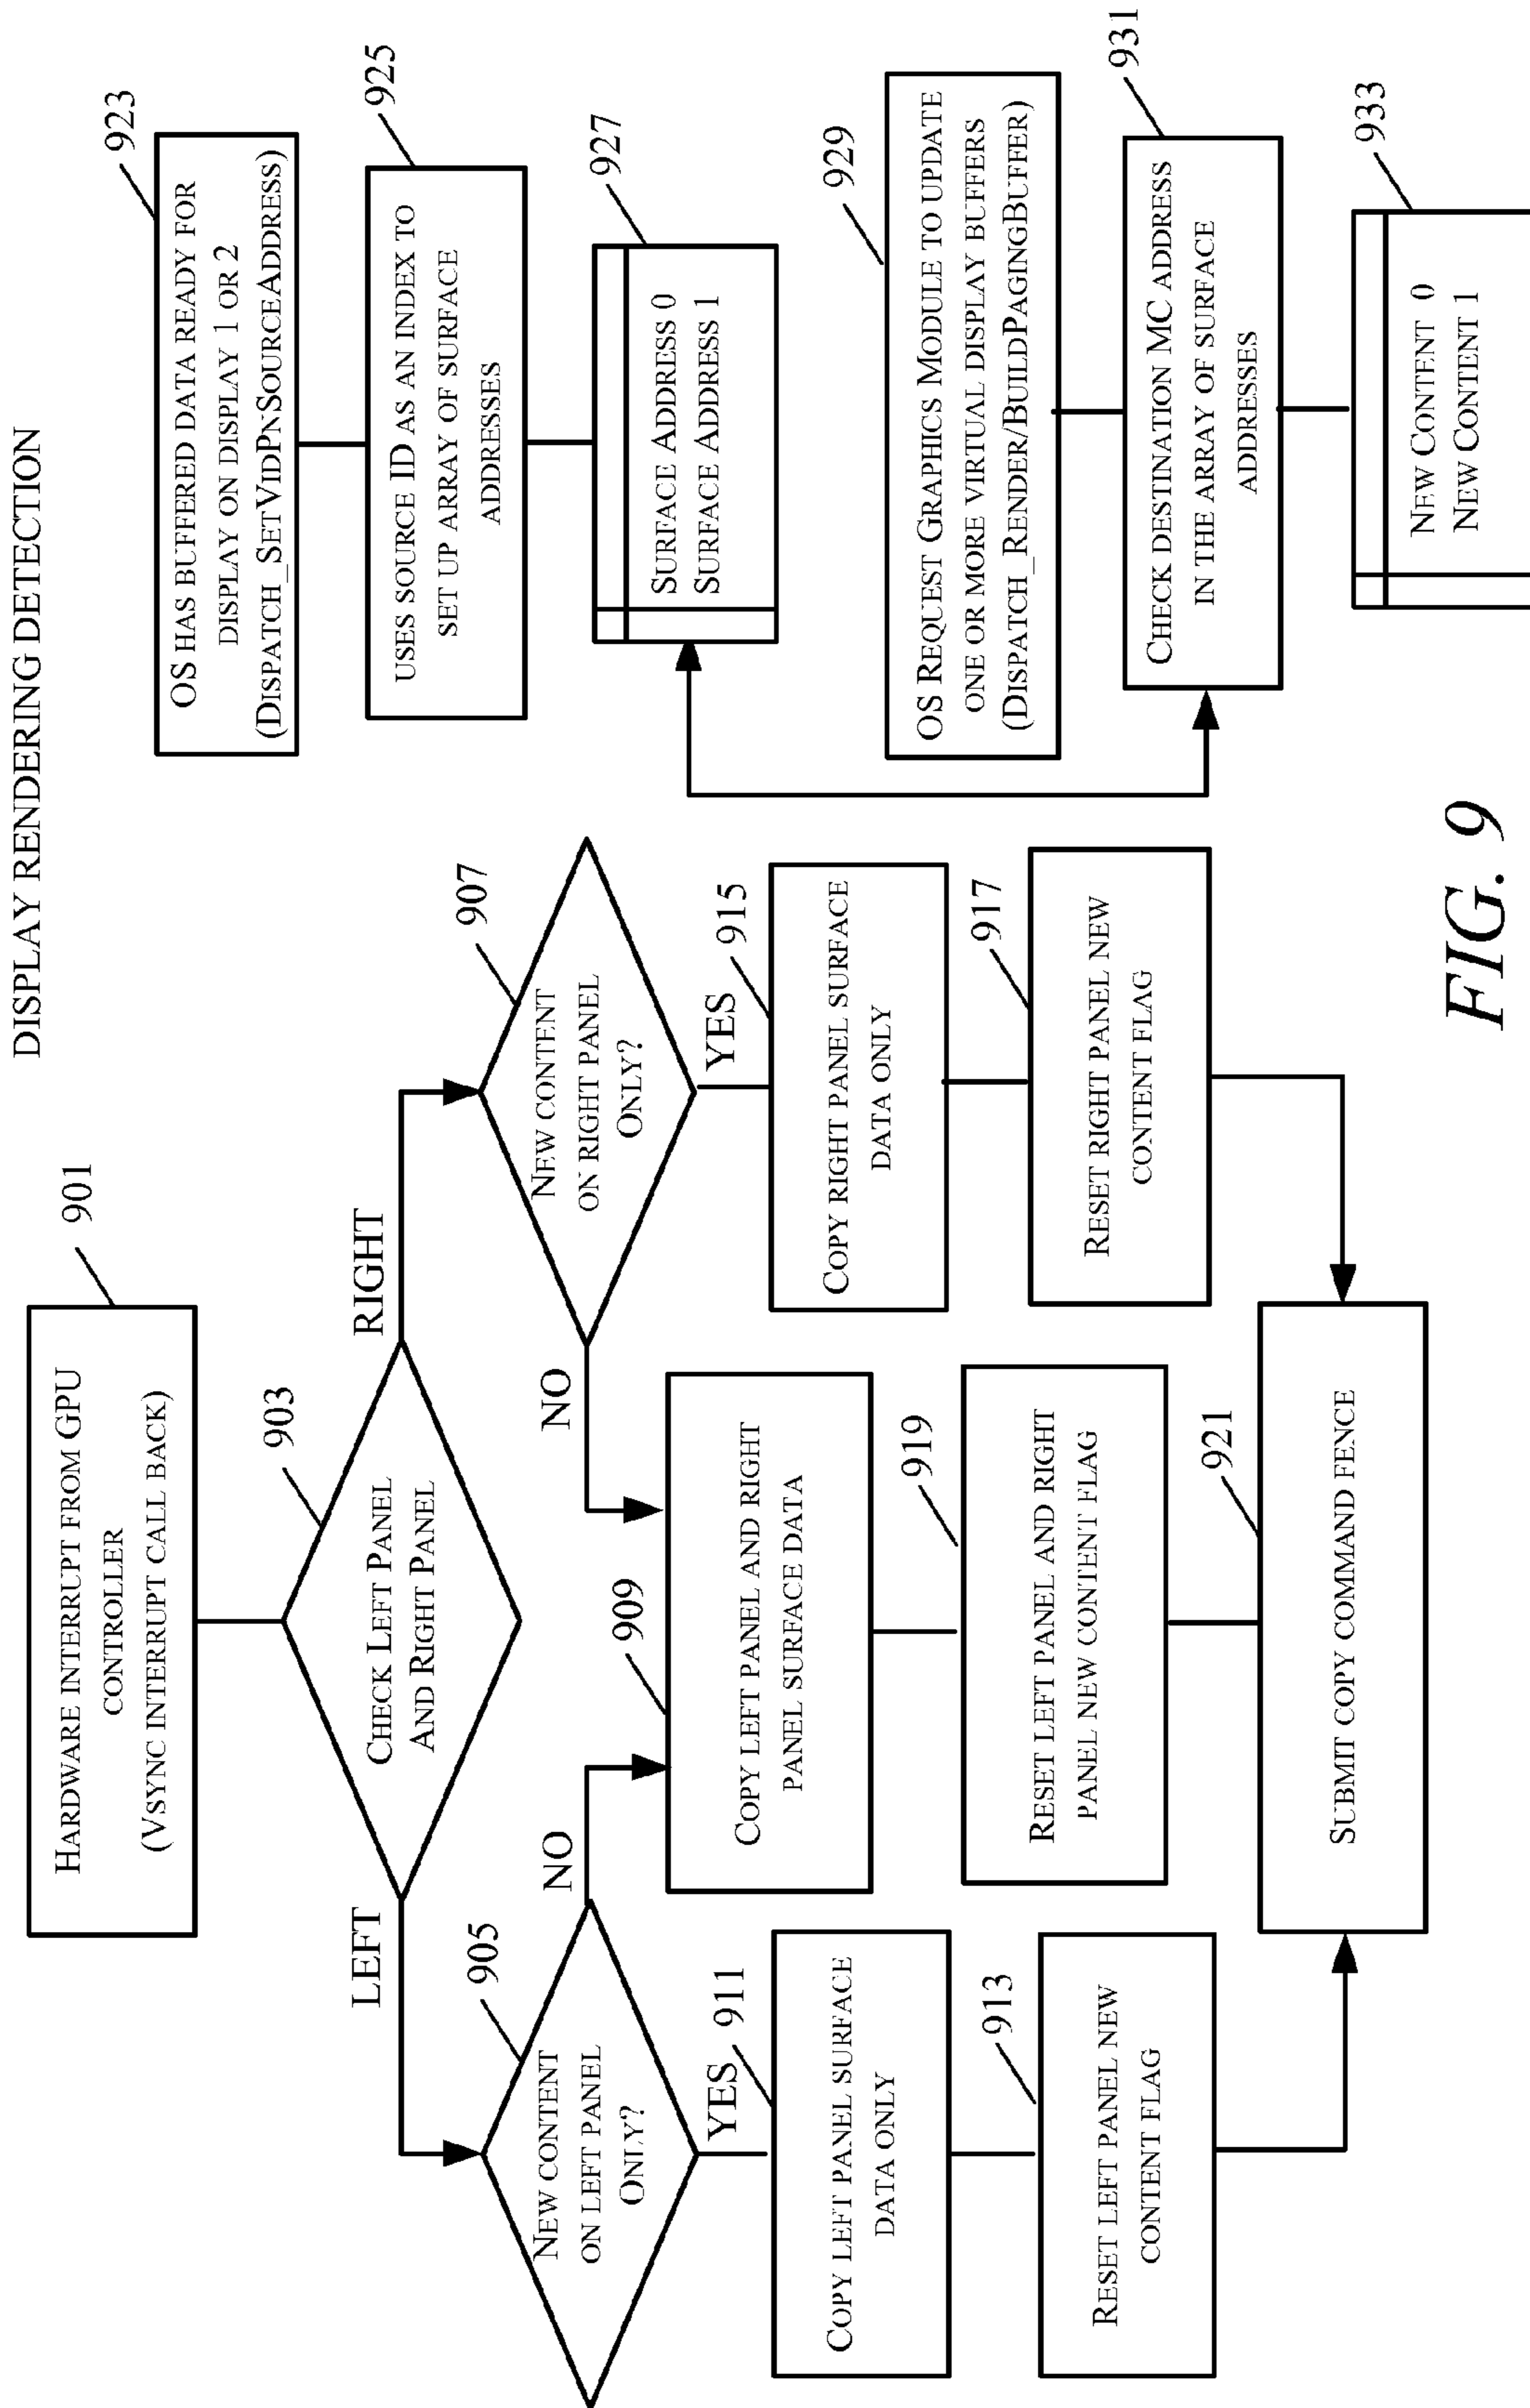 DISPLAY RENDERING DETECTION
901
HARDWARE INTERRUPT FROM GPU
CONTROLLER
(VSYNC INTERRUPT CALL BACK)
903
CHECK LEFT PANEL
AND RIGHT PANEL
LEFT
RIGHT
905
NEW CONTENT
ON LEFT PANEL
ONLY?
NO
YES
907
NEW CONTENT
ON RIGHT PANEL
ONLY?
NO
YES
909
COPY LEFT PANEL AND RIGHT
PANEL SURFACE DATA
911
COPY LEFT PANEL SURFACE
DATA ONLY
913
RESET LEFT PANEL NEW
CONTENT FLAG
915
COPY RIGHT PANEL SURFACE
DATA ONLY
917
RESET RIGHT PANEL NEW
CONTENT FLAG
919
RESET LEFT PANEL AND RIGHT
PANEL NEW CONTENT FLAG
921
SUBMIT COPY COMMAND FENCE
923
OS HAS BUFFERED DATA READY FOR
DISPLAY ON DISPLAY 1 OR 2
(DISPATCH_SETVIDPNSOURCEADDRESS)
925
USES SOURCE ID AS AN INDEX TO
SET UP ARRAY OF SURFACE
ADDRESSES
927
SURFACE ADDRESS 0
SURFACE ADDRESS 1
929
OS REQUEST GRAPHICS MODULE TO UPDATE
ONE OR MORE VIRTUAL DISPLAY BUFFERS
(DISPATCH_RENDER/BUILDPAGINGBUFFER)
931
CHECK DESTINATION MC ADDRESS
IN THE ARRAY OF SURFACE
ADDRESSES
933
NEW CONTENT 0
NEW CONTENT 1
FIG. 9